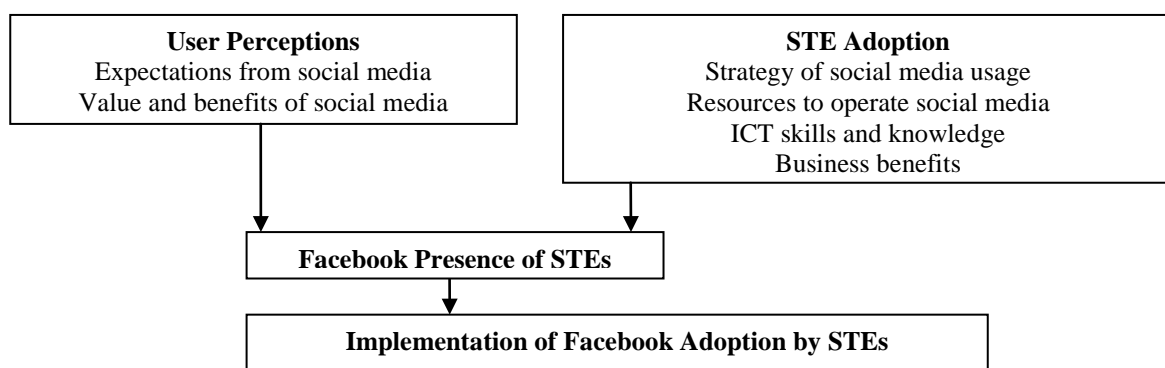 User Perceptions
Expectations from social media
Value and benefits of social media
STE Adoption
Strategy of social media usage
Resources to operate social media
ICT skills and knowledge
Business benefits
Facebook Presence of STEs
Implementation of Facebook Adoption by STEs